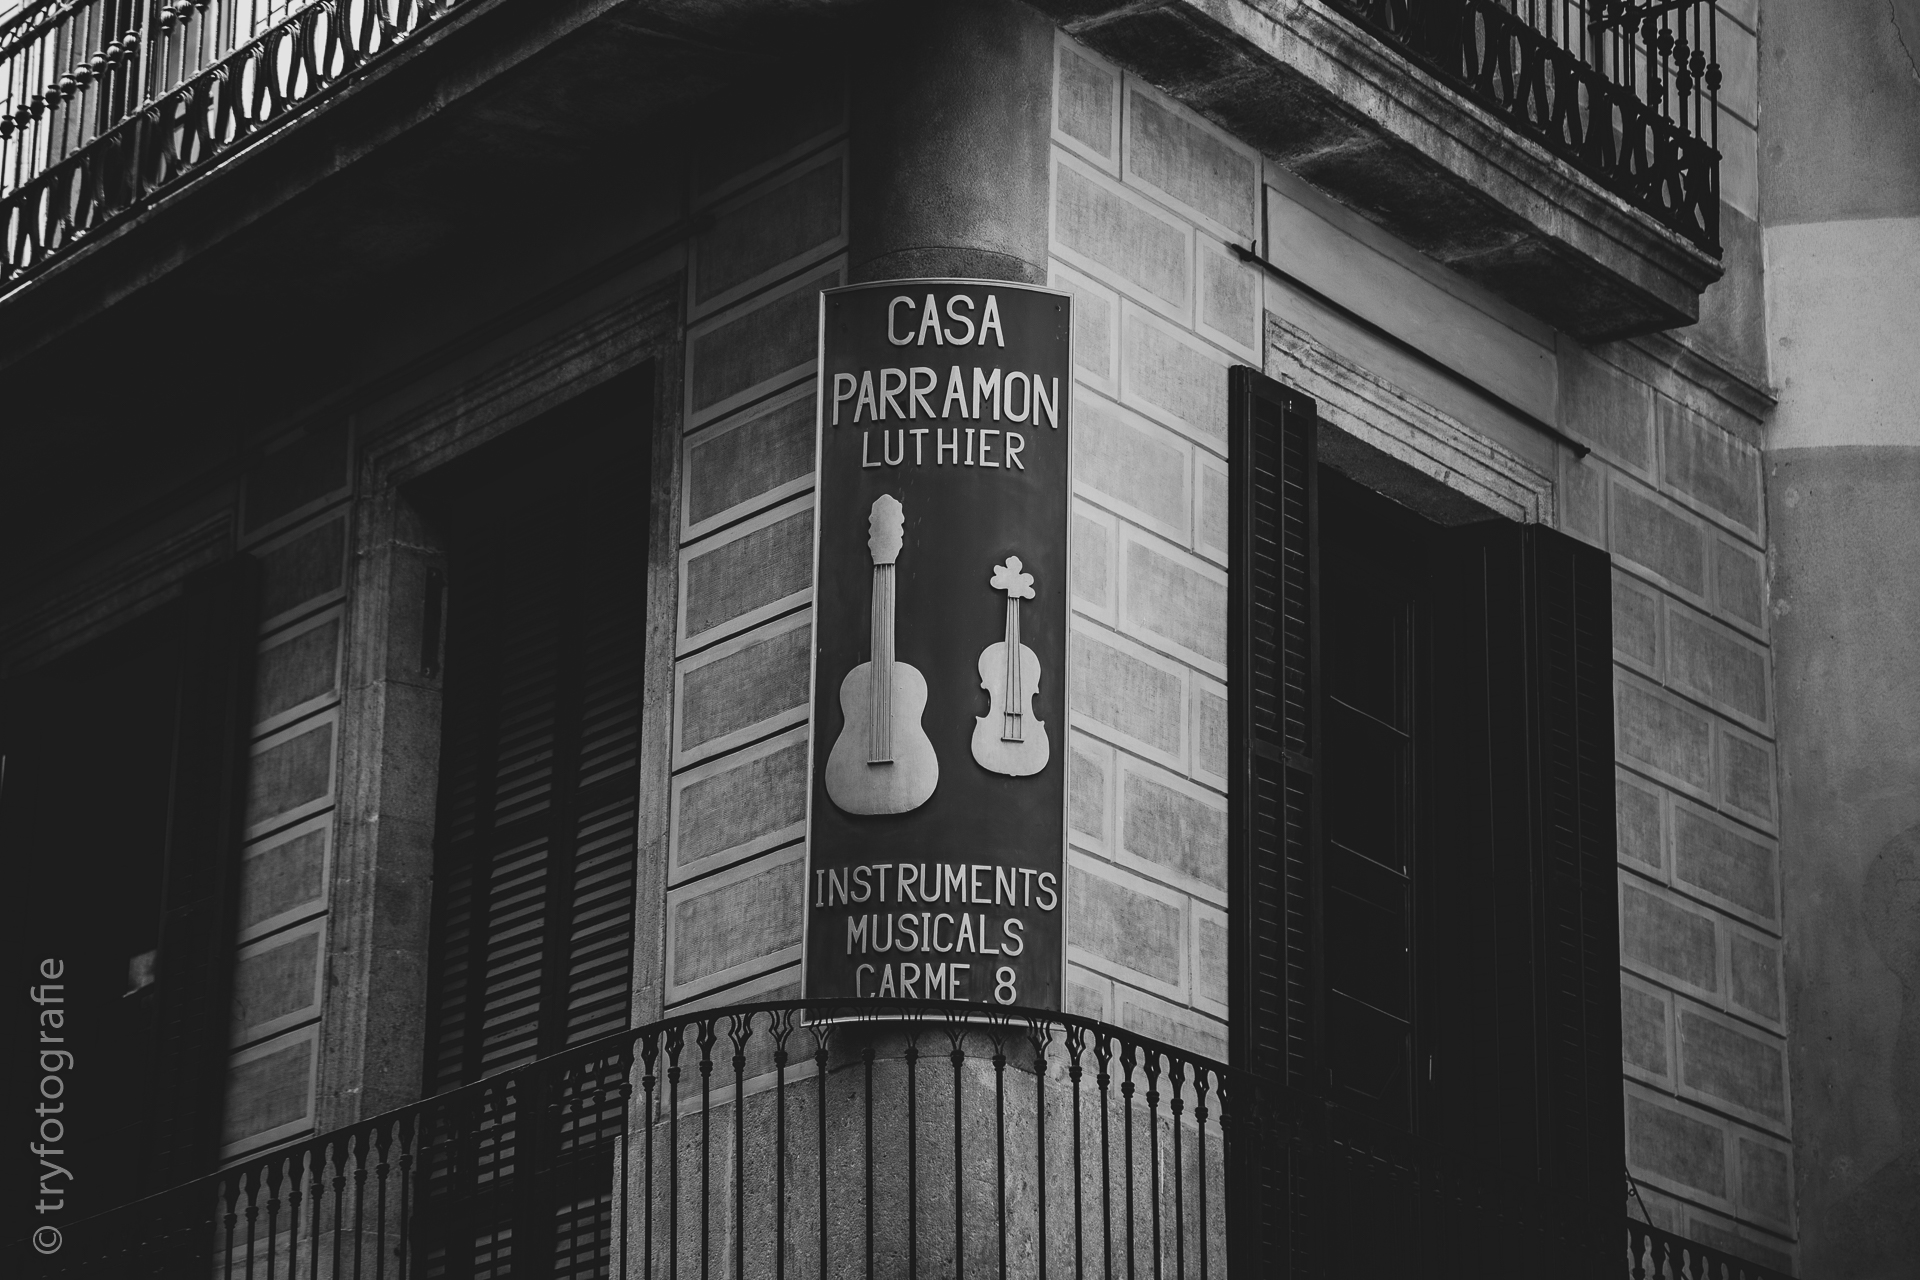 CASA
PARRAMON
LUTHIER
INSTRUMENTS
MUSICALS
CARME, 8
© tryfotografie